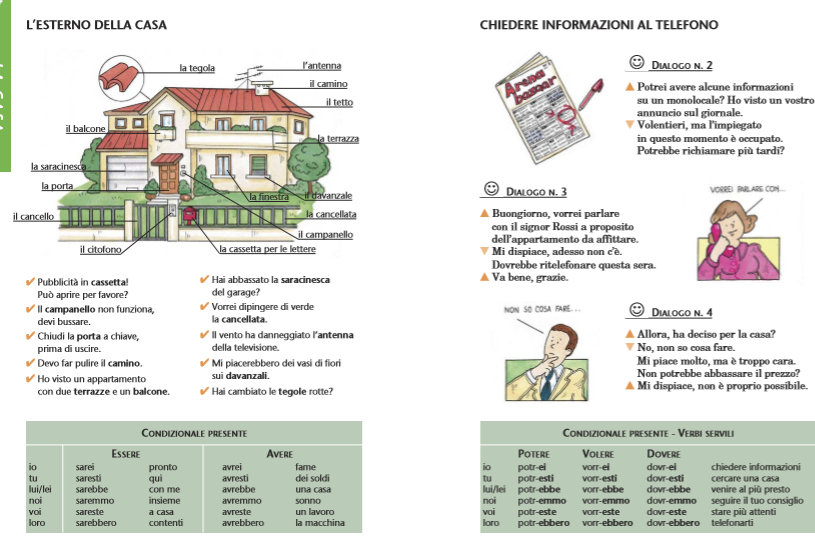 L'ESTERNO DELLA CASA
la tegola
l'antenna
il camino
il tetto
il balcone
la terrazza
la saracinesca
la porta
la finestra
il davanzale
il cancello
la cancellata
il campanello
il citofono
la cassetta per le lettere
✔ Pubblicità in cassetta!
Può aprire per favore?
✔ Il campanello non funziona,
devi bussare.
✔ Chiudi la porta a chiave,
prima di uscire.
✔ Devo far pulire il camino.
✔ Ho visto un appartamento
con due terrazze e un balcone.
✔ Hai abbassato la saracinesca
del garage?
✔ Vorrei dipingere di verde
la cancellata.
✔ Il vento ha danneggiato l'antenna
della televisione.
✔ Mi piacerebbero dei vasi di fiori
sui davanzali.
✔ Hai cambiato le tegole rotte?
CONDIZIONALE PRESENTE
ESSERE AVERE
io sarei pronto avrei fame
tu saresti qui avresti dei soldi
lui/lei sarebbe con me avrebbe una casa
noi saremmo insieme avremmo sonno
voi sareste a casa avreste un lavoro
loro sarebbero contenti avrebbero la macchina
CHIEDERE INFORMAZIONI AL TELEFONO
Arena
bazar
DIALOGO N. 2
▲ Potrei avere alcune informazioni
su un monolocale? Ho visto un vostro
annuncio sul giornale.
▼ Volentieri, ma l'impiegato
in questo momento è occupato.
Potrebbe richiamare più tardi?
DIALOGO N. 3
▲ Buongiorno, vorrei parlare
con il signor Rossi a proposito
dell'appartamento da affittare.
▼ Mi dispiace, adesso non c'è.
Dovrebbe ritelefonare questa sera.
▲ Va bene, grazie.
VORREI PARLARE CON...
NON SO COSA FARE...
DIALOGO N. 4
▲ Allora, ha deciso per la casa?
▼ No, non so cosa fare.
Mi piace molto, ma è troppo cara.
Non potrebbe abbassare il prezzo?
▲ Mi dispiace, non è proprio possibile.
CONDIZIONALE PRESENTE - VERBI SERVILI
POTERE VOLERE DOVERE
io potr-ei vorr-ei dovr-ei chiedere informazioni
tu potr-esti vorr-esti dovr-esti cercare una casa
lui/lei potr-ebbe vorr-ebbe dovr-ebbe venire al più presto
noi potr-emmo vorr-emmo dovr-emmo seguire il tuo consiglio
voi potr-este vorr-este dovr-este stare più attenti
loro potr-ebbero vorr-ebbero dovr-ebbero telefonarti